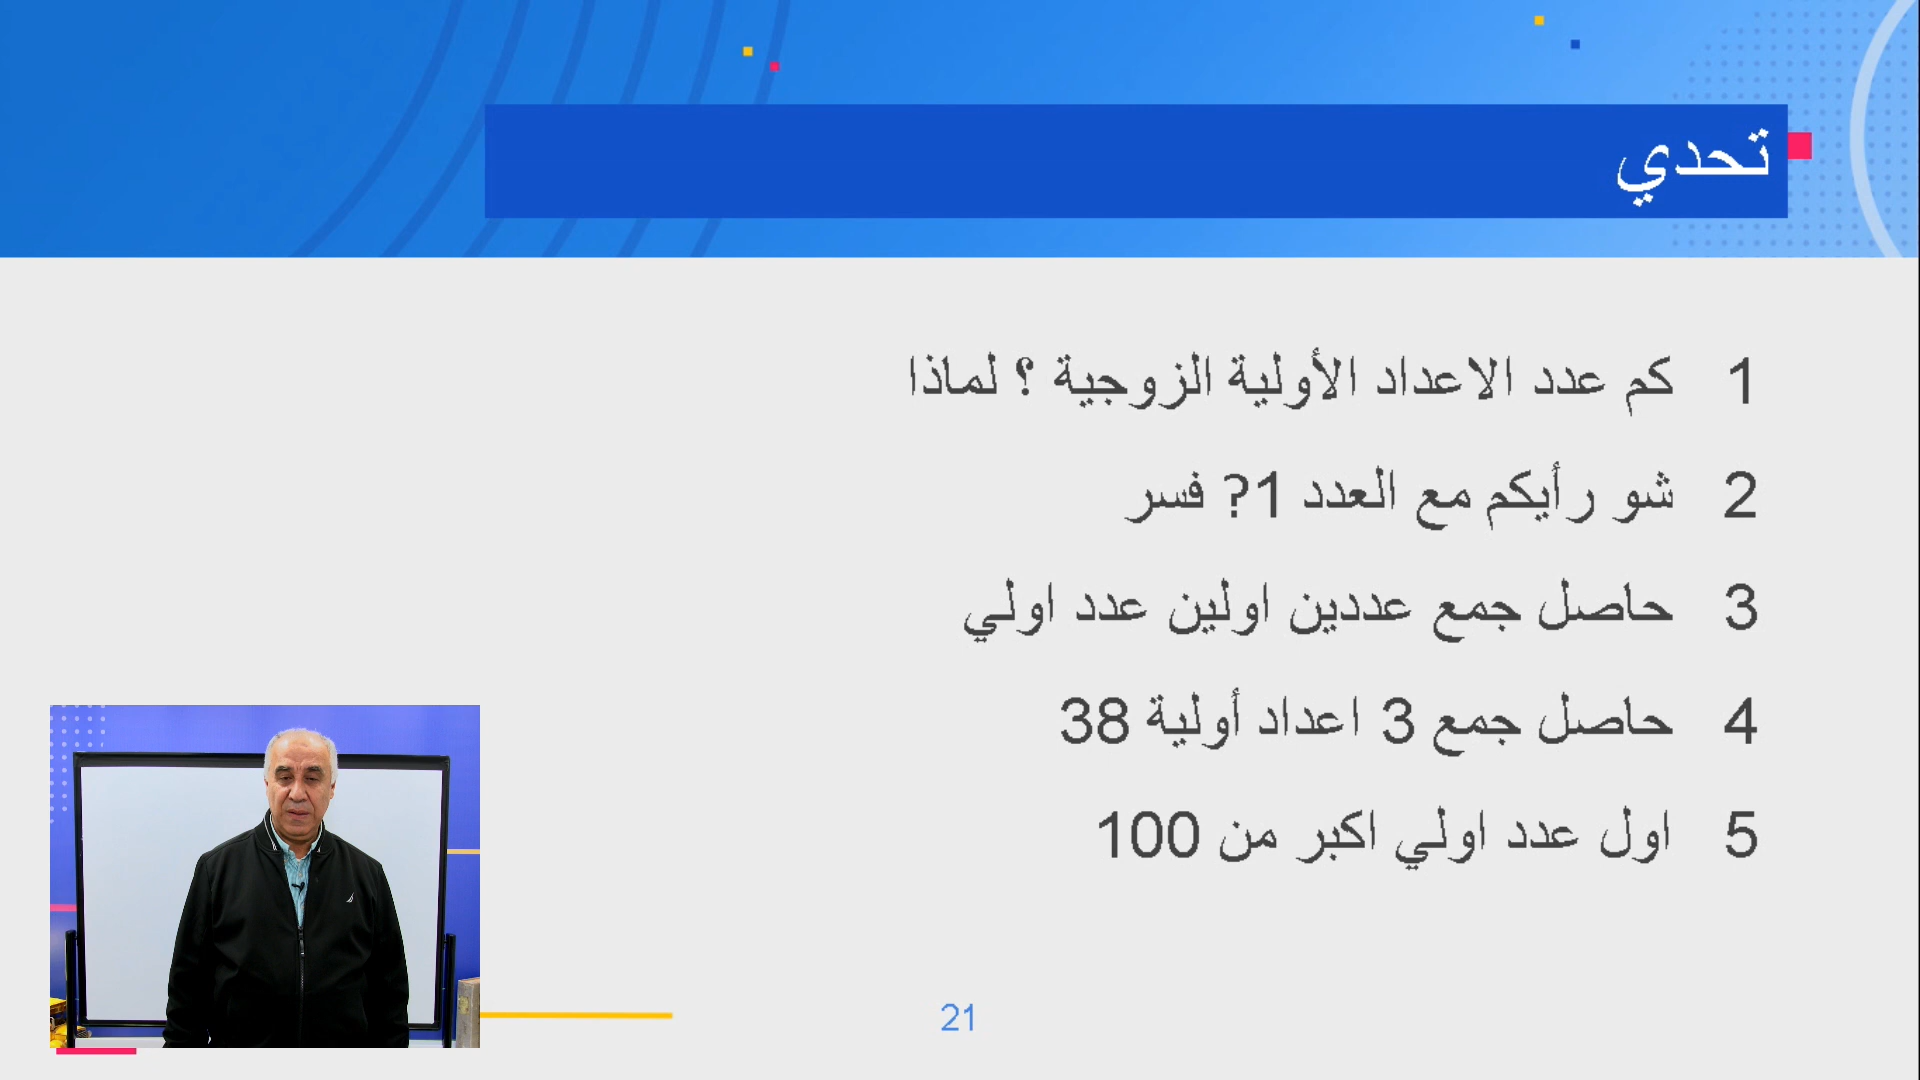 تحدي
1 كم عدد الاعداد الأولية الزوجية ؟ لماذا
2 شو رأيكم مع العدد 1? فسر
3 حاصل جمع عددين اولين عدد اولي
4 حاصل جمع 3 اعداد أولية 38
5 اول عدد اولي اكبر من 100
21